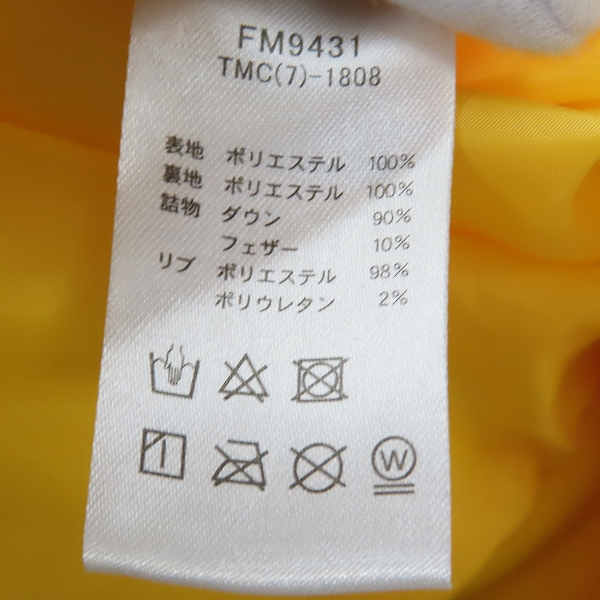 FM9431
TMC(7)-1808
表地 ポリエステル 100%
裏地 ポリエステル 100%
詰物 ダウン 90%
フェザー 10%
リブ ポリエステル 98%
ポリウレタン 2%
W